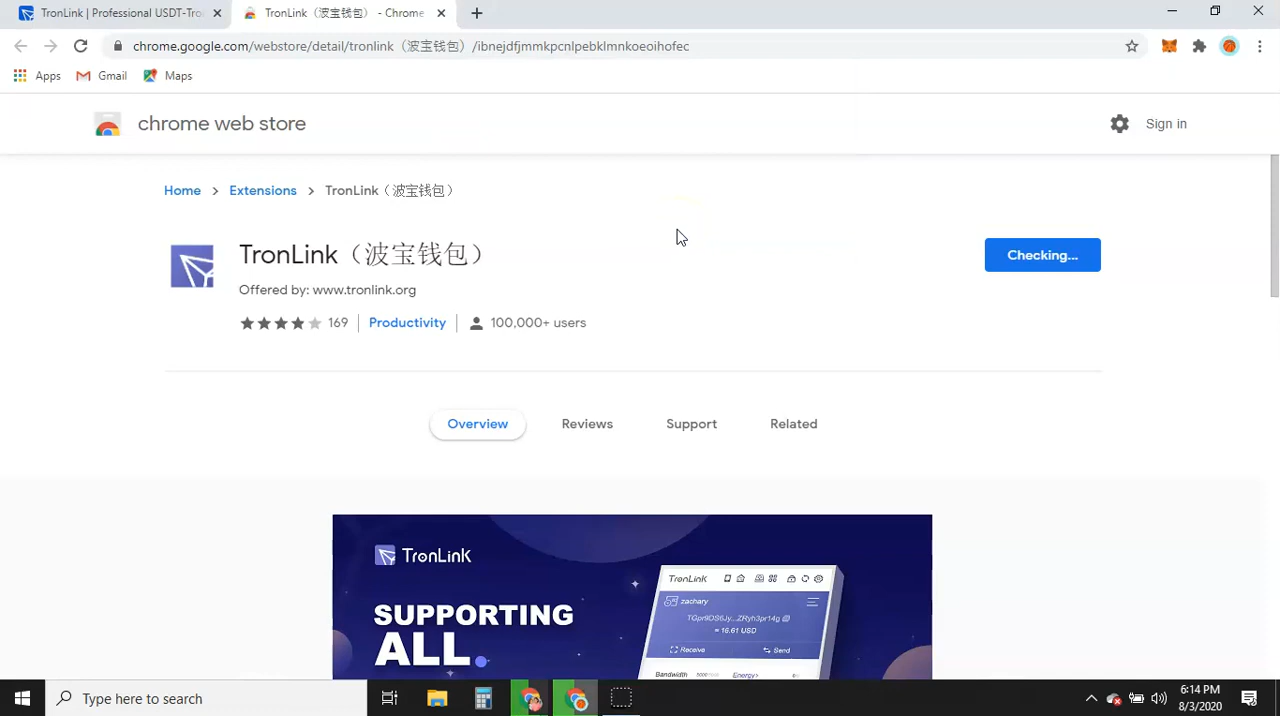 TronLink | Professional USDT-Tro
TronLink（波宝钱包）- Chrome
chrome.google.com/webstore/detail/tronlink（波宝钱包）/ibnejdfjmmkpcnlpebklmnkoeoihofec
Apps Gmail Maps
chrome web store
Sign in
Home > Extensions > TronLink（波宝钱包）
TronLink（波宝钱包）
Checking...
Offered by: www.tronlink.org
169 Productivity 100,000+ users
Overview Reviews Support Related
TronLink
SUPPORTING
ALL.
TronLink
zachary
TGpr9DS6Jy...ZRyh3pr14g
≈ 16.61 USD
Receive Send
Bandwidth Energy
Type here to search
6:14 PM
8/3/2020